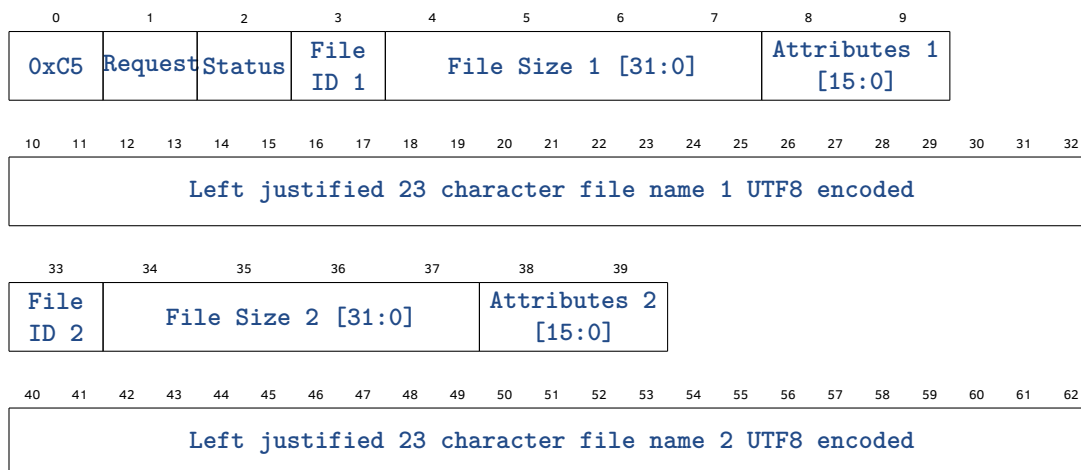 0 1 2 3 4 5 6 7 8 9
0xC5 Request Status File ID 1 File Size 1 [31:0] Attributes 1 [15:0]
10 11 12 13 14 15 16 17 18 19 20 21 22 23 24 25 26 27 28 29 30 31 32
Left justified 23 character file name 1 UTF8 encoded
33 34 35 36 37 38 39
File ID 2 File Size 2 [31:0] Attributes 2 [15:0]
40 41 42 43 44 45 46 47 48 49 50 51 52 53 54 55 56 57 58 59 60 61 62
Left justified 23 character file name 2 UTF8 encoded